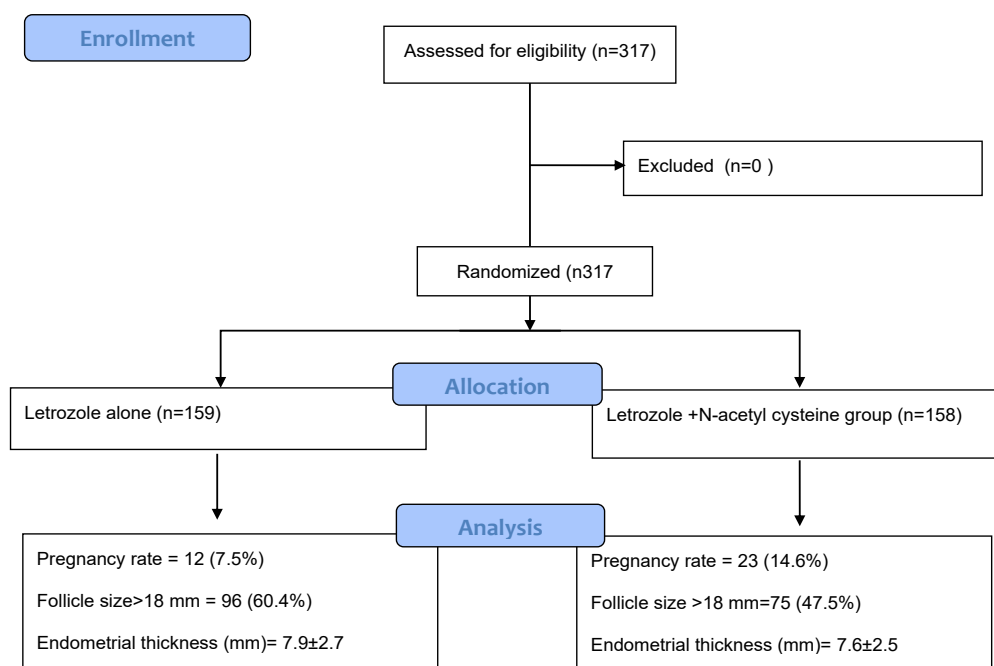 Enrollment
Assessed for eligibility (n=317)
Excluded (n=0 )
Randomized (n317
Allocation
Letrozole alone (n=159)
Letrozole +N-acetyl cysteine group (n=158)
Analysis
Pregnancy rate = 12 (7.5%)
Follicle size>18 mm = 96 (60.4%)
Endometrial thickness (mm)= 7.9±2.7
Pregnancy rate = 23 (14.6%)
Follicle size >18 mm=75 (47.5%)
Endometrial thickness (mm)= 7.6±2.5